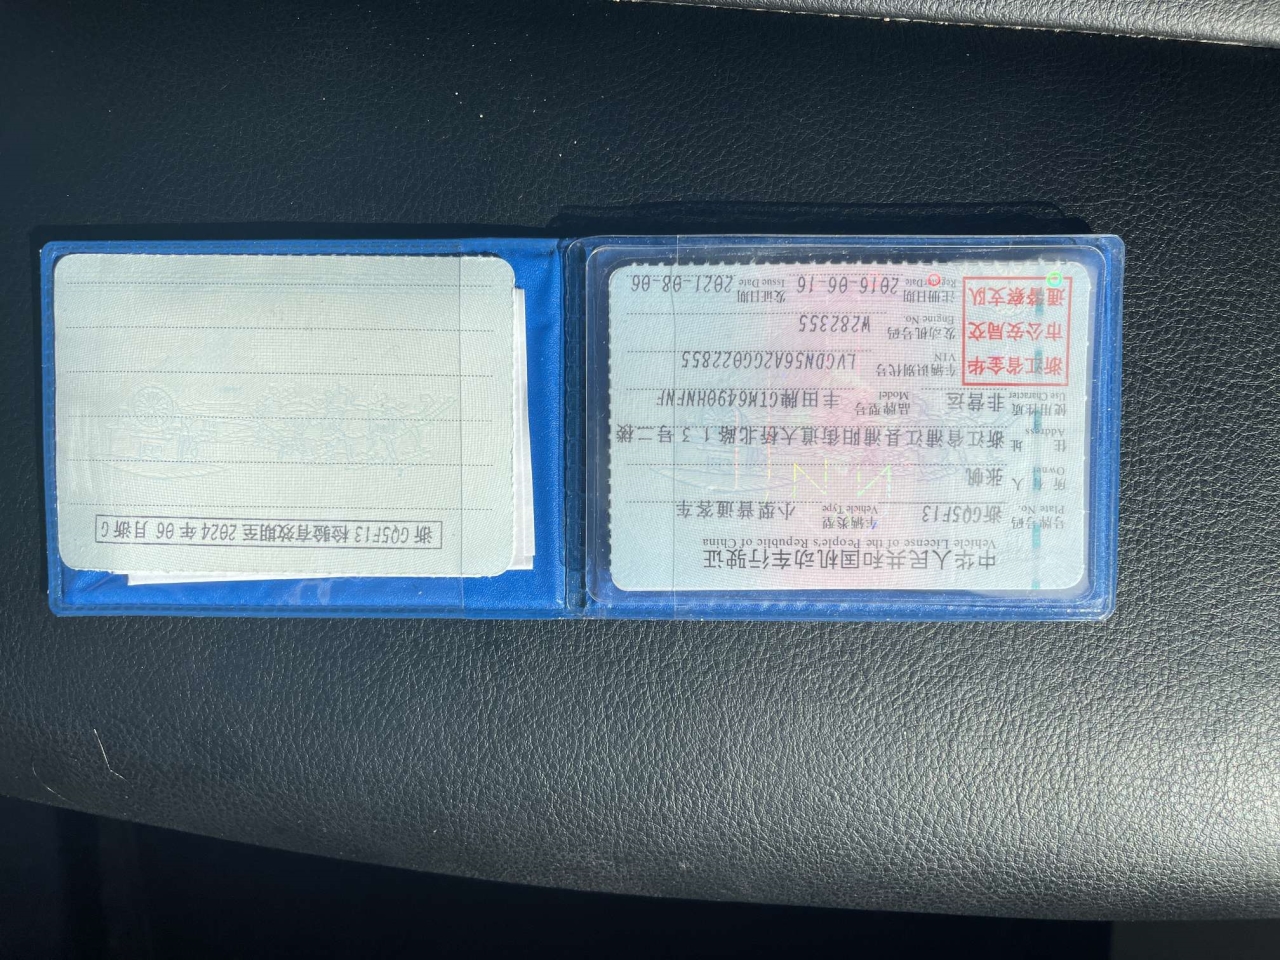 中华人民共和国机动车行驶证
Vehicle License of the People's Republic of China
号牌号码 Plate No. 浙GQ5F13 车辆类型 Vehicle Type 小型普通客车
所有人 Owner 张帆
住址 Address 浙江省浦江县浦阳街道大桥北路13号二楼
使用性质 Use Character 非营运 品牌型号 Model 丰田牌GTM6490HNFNF
浙江省金华
市公安局交
通警察支队
车辆识别代号 VIN LVGDN56A2GG022855
发动机号码 Engine No. W282355
注册日期 Register Date 2016-06-16 发证日期 Issue Date 2021-08-06
浙GQ5F13 检验有效期至 2024年06月浙G